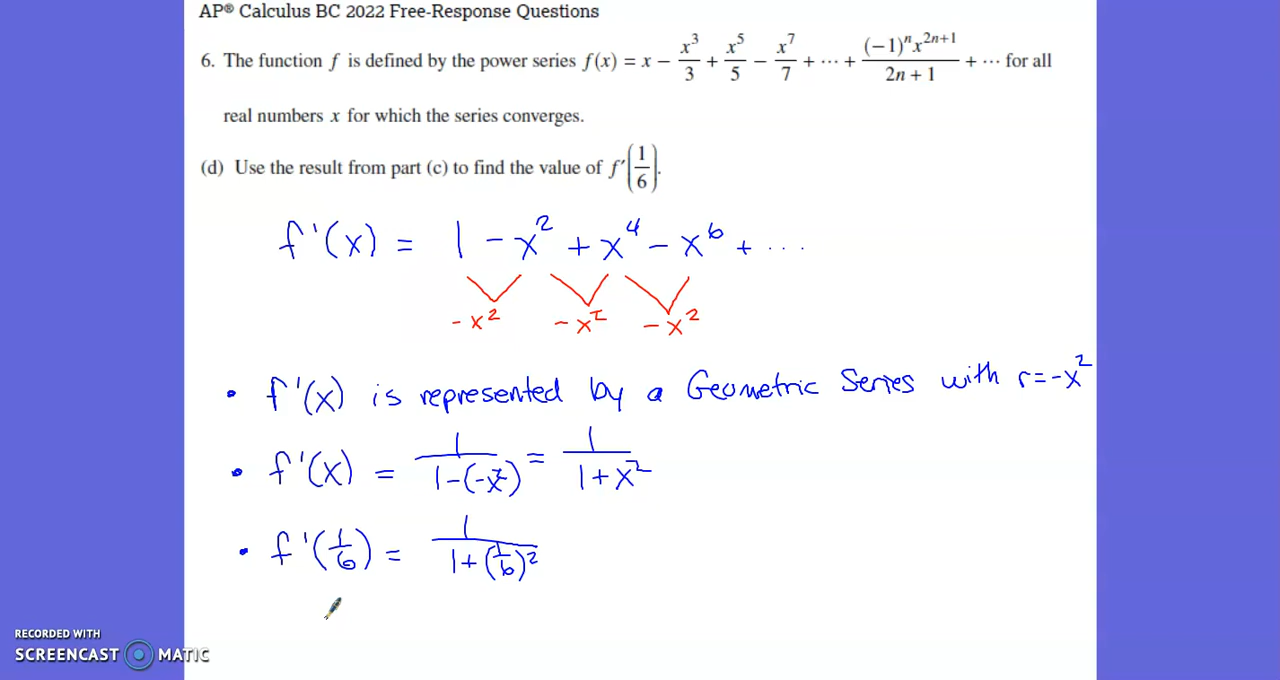 AP® Calculus BC 2022 Free-Response Questions
6. The function f is defined by the power series f(x) = x − x³/3 + x⁵/5 − x⁷/7 + ⋯ + (−1)ⁿx²ⁿ⁺¹/(2n + 1) + ⋯ for all
real numbers x for which the series converges.
(d) Use the result from part (c) to find the value of f′(1/6).
f'(x) = 1 − x² + x⁴ − x⁶ + ⋯
−x² −x² −x²
• f'(x) is represented by a Geometric Series with r = −x²
• f'(x) = 1/(1−(−x²)) = 1/(1+x²)
• f'(1/6) = 1/(1+(1/6)²)
RECORDED WITH
SCREENCAST MATIC